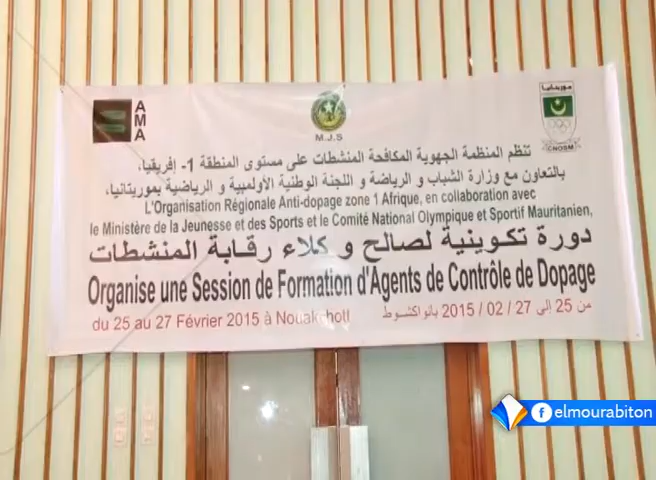 AMA
M.J.S
موريتانيا
CNOSM
تنظم المنظمة الجهوية المكافحة المنشطات على مستوى المنطقة 1- إفريقيا،
بالتعاون مع وزارة الشباب و الرياضة و اللجنة الوطنية الأولمبية و الرياضية بموريتانيا،
L'Organisation Régionale Anti-dopage zone 1 Afrique, en collaboration avec
le Ministère de la Jeunesse et des Sports et le Comité National Olympique et Sportif Mauritanien,
دورة تكوينية لصالح و كلاء رقابة المنشطات
Organise une Session de Formation d'Agents de Contrôle de Dopage
du 25 au 27 Février 2015 à Nouakchott
من 25 إلى 27 / 02 / 2015 بانواكشوط
elmourabiton